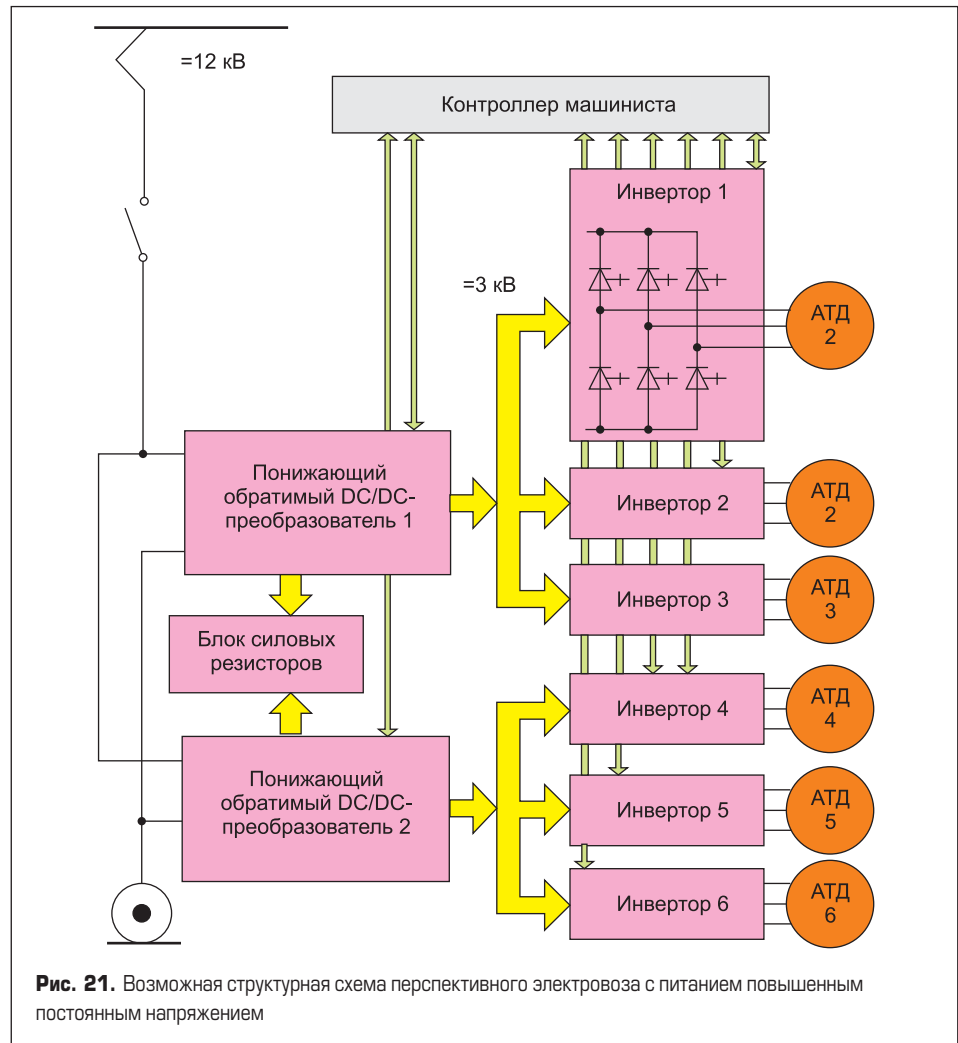 =12 кВ
Контроллер машиниста
Инвертор 1
=3 кВ
АТД
2
Понижающий
обратимый DC/DC-
преобразователь 1
Инвертор 2
АТД
2
Инвертор 3
АТД
3
Блок силовых
резисторов
Инвертор 4
АТД
4
Понижающий
обратимый DC/DC-
преобразователь 2
Инвертор 5
АТД
5
Инвертор 6
АТД
6
Рис. 21. Возможная структурная схема перспективного электровоза с питанием повышенным
постоянным напряжением